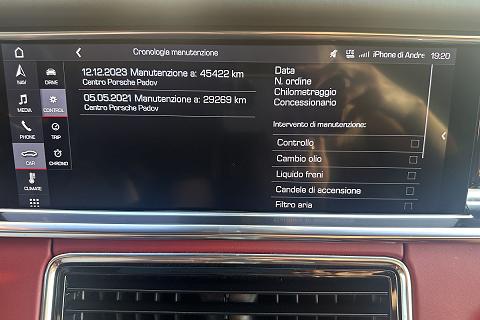 Cronologia manutenzione
LTE
iPhone di Andre
19:20
NAV
DRIVE
MEDIA
CONTROL
PHONE
TRIP
CAR
CHRONO
CLIMATE
12.12.2023 Manutenzione a: 45422 km
Centro Porsche Padov
05.05.2021 Manutenzione a: 29269 km
Centro Porsche Padov
Data
N. ordine
Chilometraggio
Concessionario
Intervento di manutenzione:
Controllo
Cambio olio
Liquido freni
Candele di accensione
Filtro aria